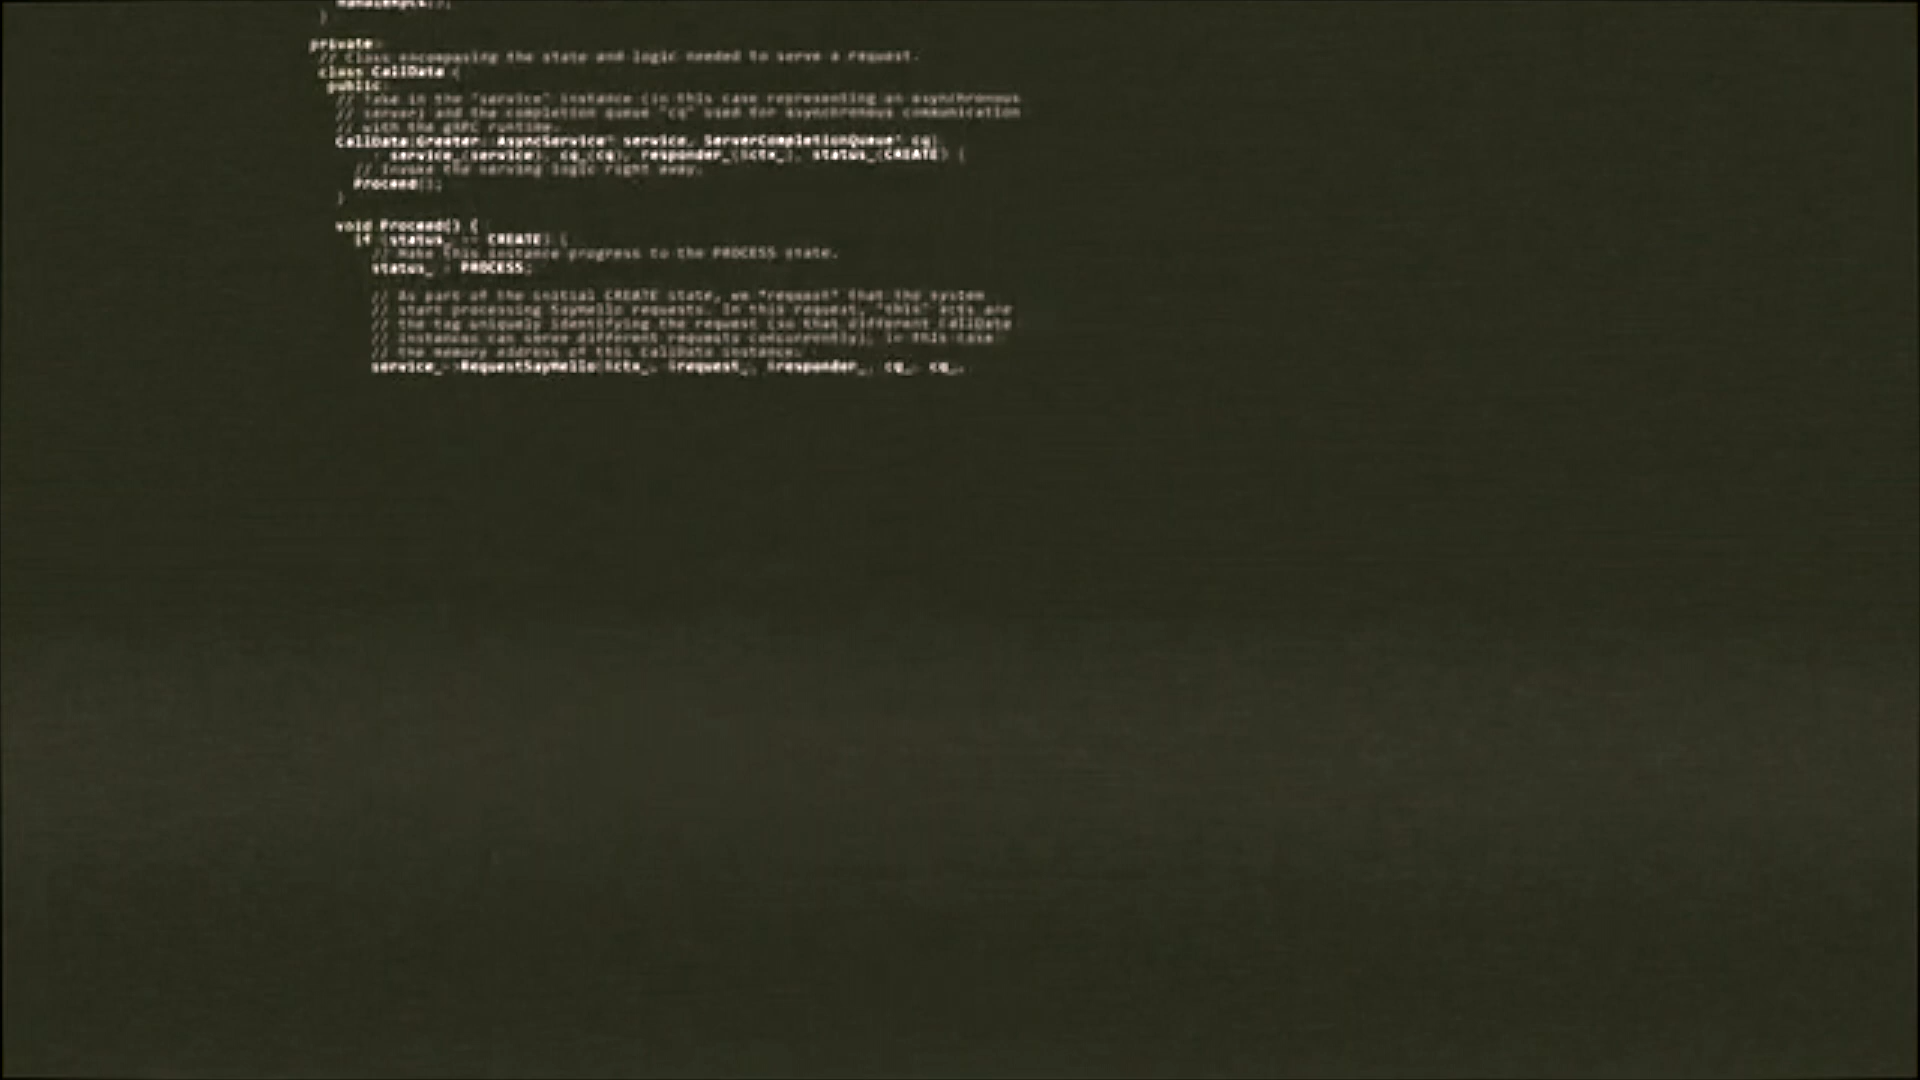 HandleRpcs();
}
private:
// Class encompasing the state and logic needed to serve a request.
class CallData {
public:
// Take in the "service" instance (in this case representing an asynchronous
// server) and the completion queue "cq" used for asynchronous communication
// with the gRPC runtime.
CallData(Greeter::AsyncService* service, ServerCompletionQueue* cq)
: service_(service), cq_(cq), responder_(&ctx_), status_(CREATE) {
// Invoke the serving logic right away.
Proceed();
}
void Proceed() {
if (status_ == CREATE) {
// Make this instance progress to the PROCESS state.
status_ = PROCESS;
// As part of the initial CREATE state, we *request* that the system
// start processing SayHello requests. In this request, "this" acts are
// the tag uniquely identifying the request (so that different CallData
// instances can serve different requests concurrently), in this case
// the memory address of this CallData instance.
service_->RequestSayHello(&ctx_, &request_, &responder_, cq_, cq_,